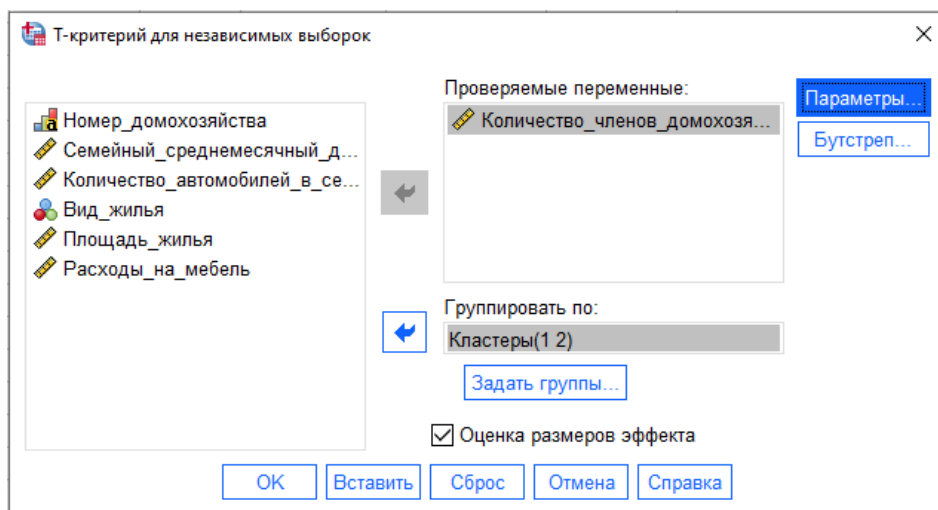 Т-критерий для независимых выборок
Номер_домохозяйства
Семейный_среднемесячный_д...
Количество_автомобилей_в_се...
Вид_жилья
Площадь_жилья
Расходы_на_мебель
Проверяемые переменные:
Количество_членов_домохозя...
Группировать по:
Кластеры(1 2)
Задать группы...
Оценка размеров эффекта
Параметры...
Бутстреп...
OK
Вставить
Сброс
Отмена
Справка